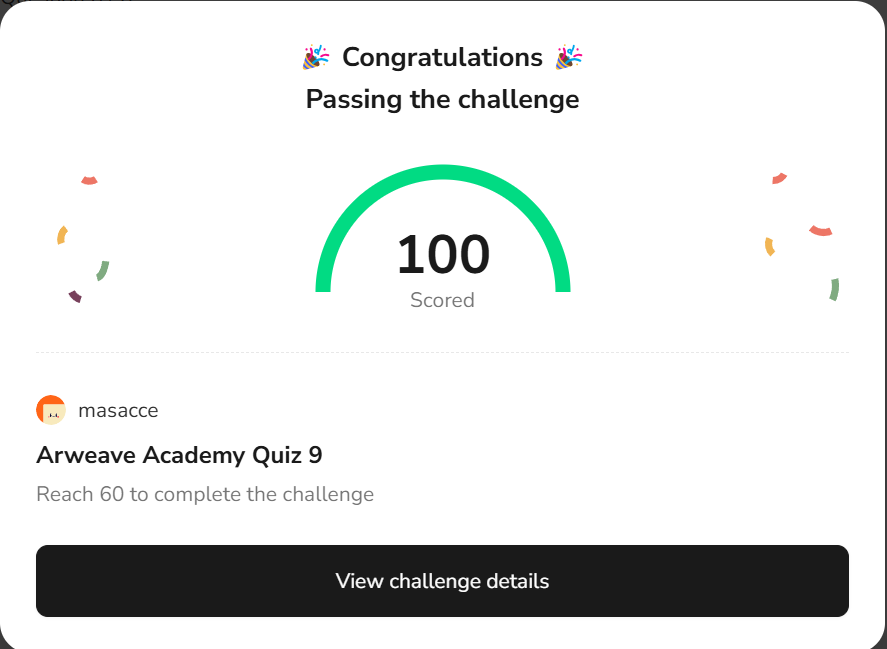 Congratulations
Passing the challenge
100
Scored
masacce
Arweave Academy Quiz 9
Reach 60 to complete the challenge
View challenge details